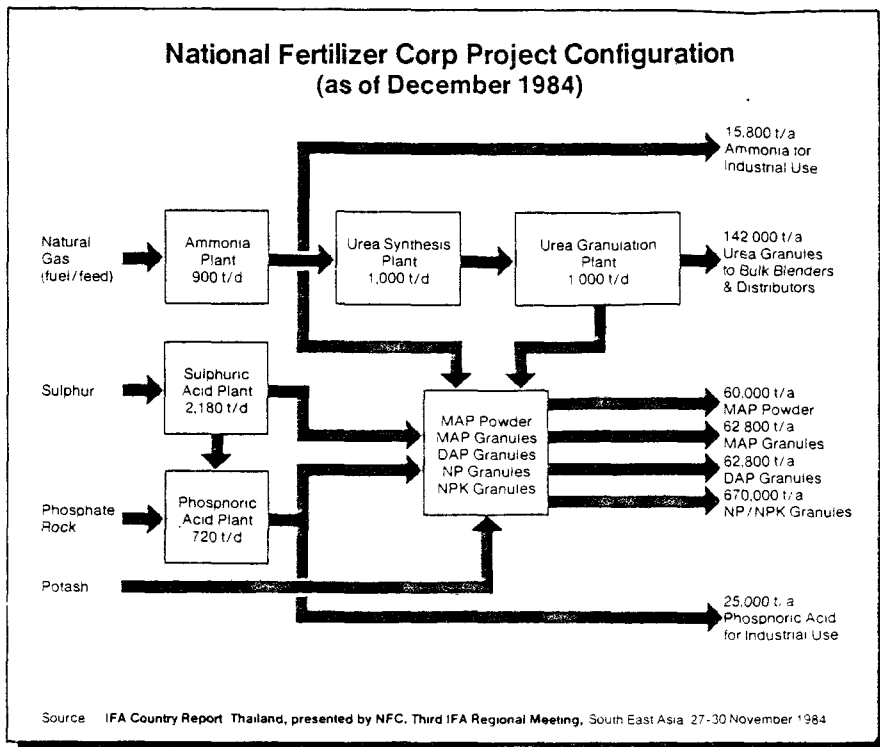 National Fertilizer Corp Project Configuration
(as of December 1984)
15,800 t/a
Ammonia for
Industrial Use
Natural
Gas
(fuel/feed)
Ammonia
Plant
900 t/d
Urea Synthesis
Plant
1,000 t/d
Urea Granulation
Plant
1 000 t/d
142 000 t/a
Urea Granules
to Bulk Blenders
& Distributors
Sulphur
Sulphuric
Acid Plant
2,180 t/d
MAP Powder
MAP Granules
DAP Granules
NP Granules
NPK Granules
60,000 t/a
MAP Powder
62 800 t/a
MAP Granules
62,800 t/a
DAP Granules
670,000 t/a
NP/NPK Granules
Phosphate
Rock
Phosphoric
Acid Plant
720 t/d
Potash
25,000 t/a
Phosphoric Acid
for Industrial Use
Source IFA Country Report Thailand, presented by NFC, Third IFA Regional Meeting, South East Asia 27-30 November 1984